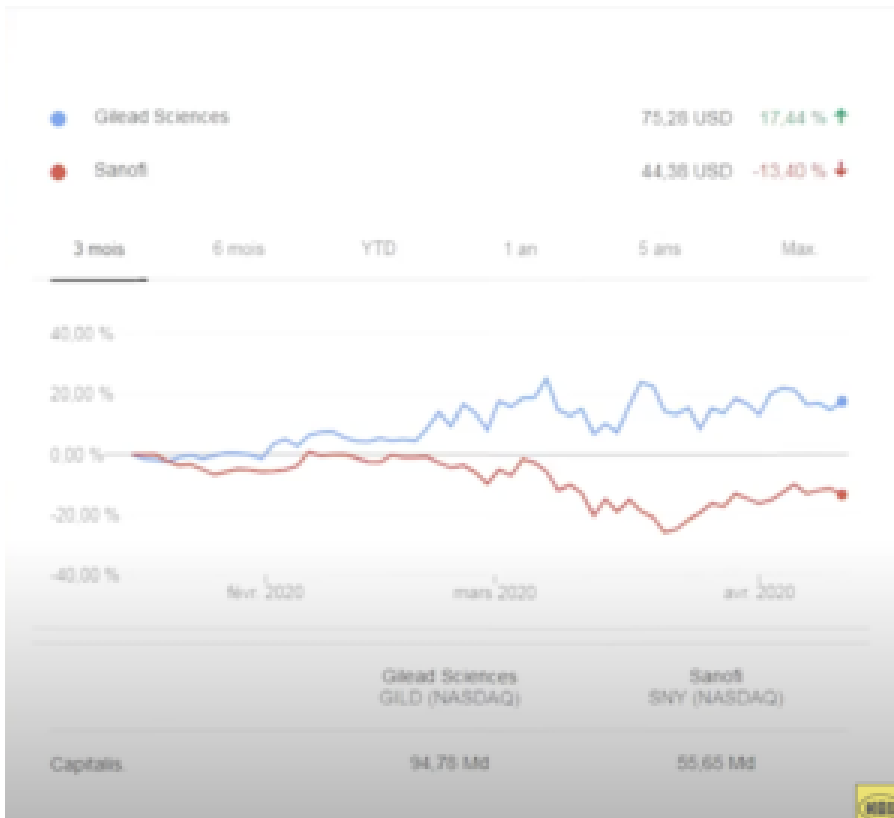 Gilead Sciences 75,28 USD 17,44 %
Sanofi 44,38 USD -13,40 %
3 mois 6 mois YTD 1 an 5 ans Max.
40,00 %
20,00 %
0,00 %
-20,00 %
-40,00 %
févr. 2020 mars 2020 avr. 2020
Gilead Sciences Sanofi
GILD (NASDAQ) SNY (NASDAQ)
Capitalis. 94,78 Md 55,65 Md